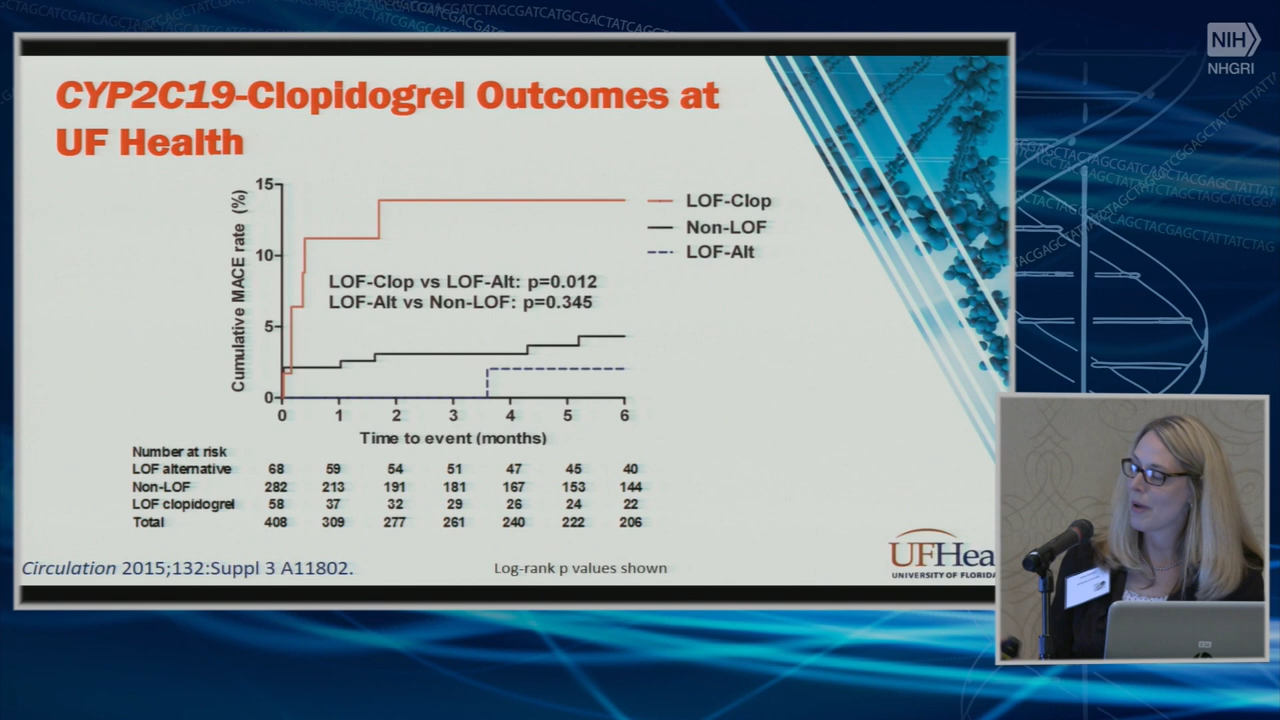 NIH
NHGRI
CYP2C19-Clopidogrel Outcomes at
UF Health
Cumulative MACE rate (%)
15
10
5
0
0 1 2 3 4 5 6
Time to event (months)
LOF-Clop
Non-LOF
LOF-Alt
LOF-Clop vs LOF-Alt: p=0.012
LOF-Alt vs Non-LOF: p=0.345
Number at risk
LOF alternative 68 59 54 51 47 45 40
Non-LOF 282 213 191 181 167 153 144
LOF clopidogrel 58 37 32 29 26 24 22
Total 408 309 277 261 240 222 206
Circulation 2015;132:Suppl 3 A11802.
Log-rank p values shown
UFHea
UNIVERSITY OF FLORIDA